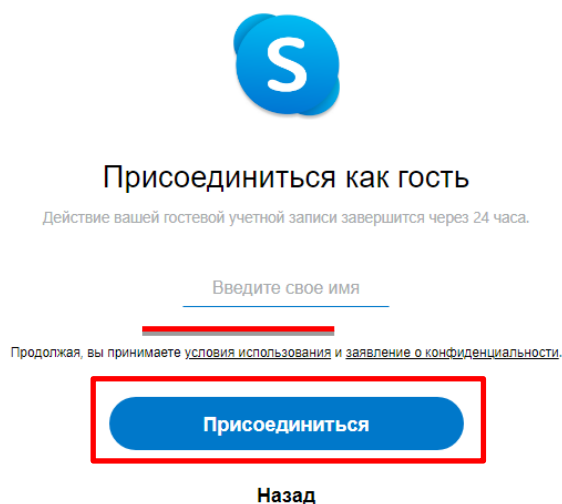 S
Присоединиться как гость
Действие вашей гостевой учетной записи завершится через 24 часа.
Введите свое имя
Продолжая, вы принимаете условия использования и заявление о конфиденциальности.
Присоединиться
Назад